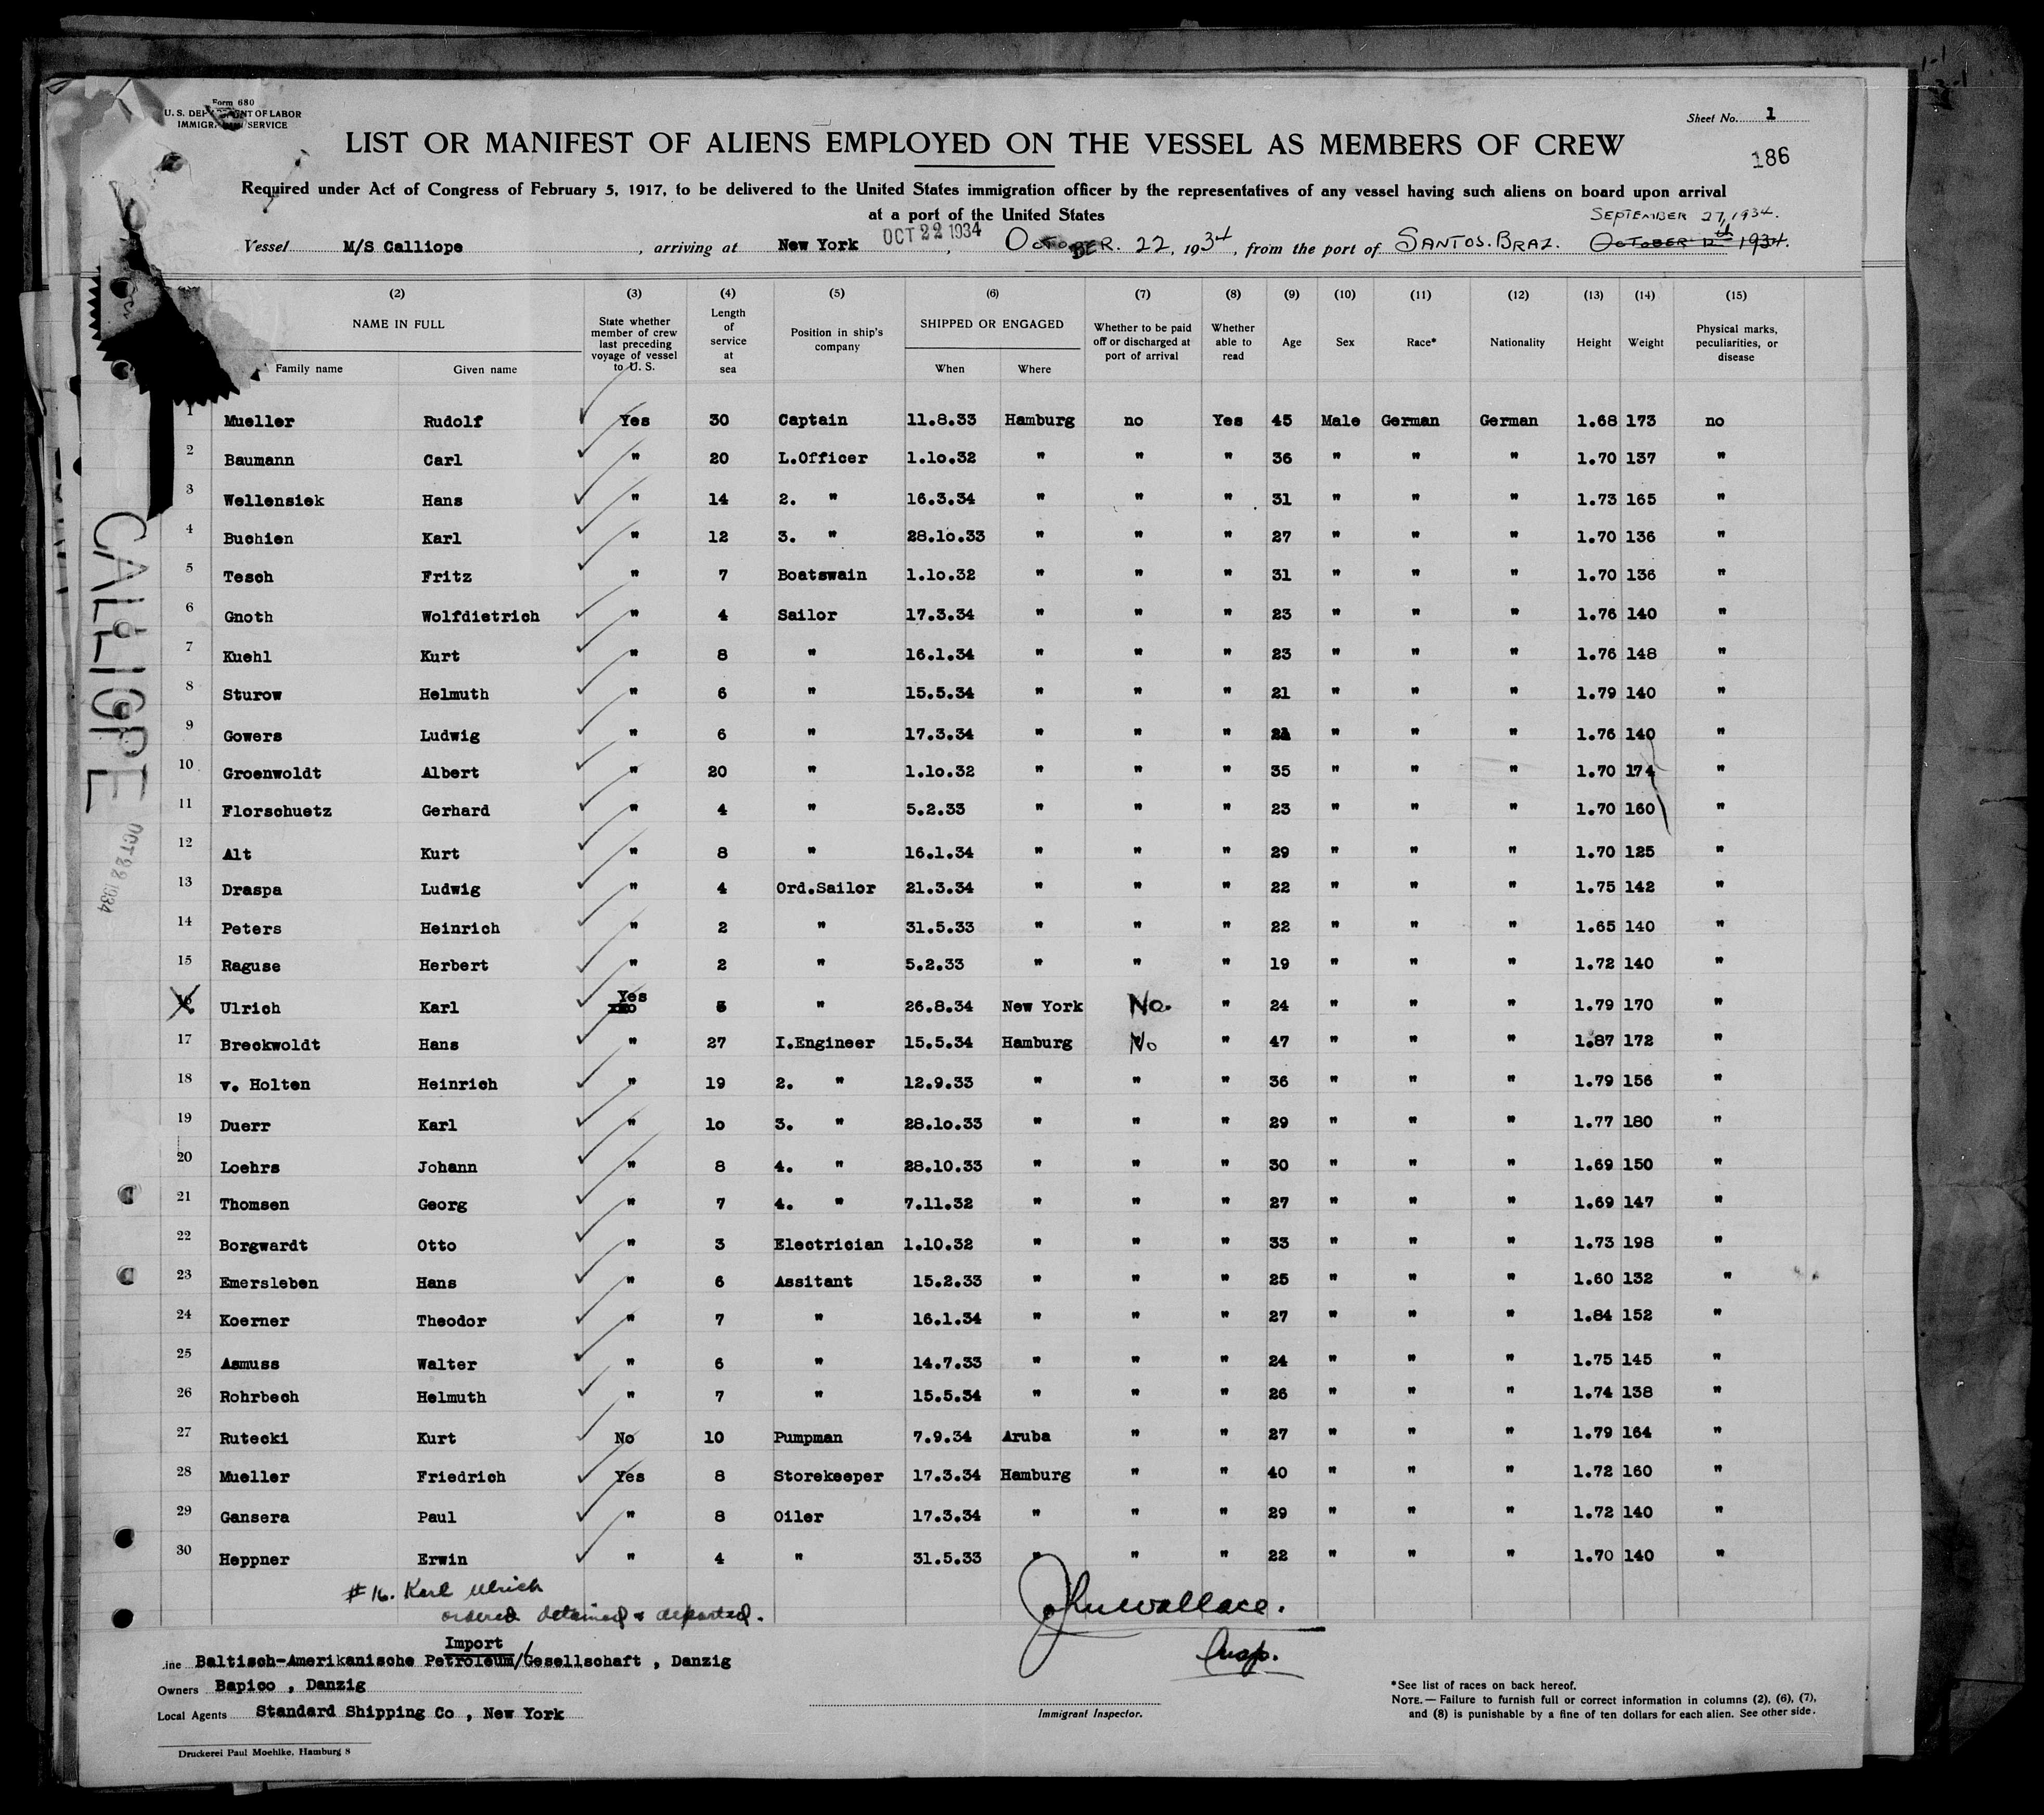 Form 680
U. S. DEPARTMENT OF LABOR
IMMIGRATION SERVICE
Sheet No. 1
LIST OR MANIFEST OF ALIENS EMPLOYED ON THE VESSEL AS MEMBERS OF CREW
186
Required under Act of Congress of February 5, 1917, to be delivered to the United States immigration officer by the representatives of any vessel having such aliens on board upon arrival
at a port of the United States
SEPTEMBER 27, 1934.
Vessel M/S Calliope, arriving at New York OCT 22 1934, OCTOBER. 22, 1934, from the port of SANTOS. BRAZ. OCTOBER 12th 1934.
(2) (3) (4) (5) (6) (7) (8) (9) (10) (11) (12) (13) (14) (15)
NAME IN FULL Family name Given name
State whether member of crew last preceding voyage of vessel to U. S.
Length of service at sea
Position in ship's company
SHIPPED OR ENGAGED When Where
Whether to be paid off or discharged at port of arrival
Whether able to read
Age Sex Race* Nationality Height Weight
Physical marks, peculiarities, or disease
1 Mueller Rudolf Yes 30 Captain 11.8.33 Hamburg no Yes 45 Male German German 1.68 173 no
2 Baumann Carl " 20 L.Officer 1.1o.32 " " " 36 " " " 1.70 137 "
3 Wellensiek Hans " 14 2. " 16.3.34 " " " 31 " " " 1.73 165 "
4 Buchien Karl " 12 3. " 28.1o.33 " " " 27 " " " 1.70 136 "
5 Tesch Fritz " 7 Boatswain 1.1o.32 " " " 31 " " " 1.70 136 "
6 Gnoth Wolfdietrich " 4 Sailor 17.3.34 " " " 23 " " " 1.76 140 "
7 Kuehl Kurt " 8 " 16.1.34 " " " 23 " " " 1.76 148 "
8 Sturow Helmuth " 6 " 15.5.34 " " " 21 " " " 1.79 140 "
9 Gowers Ludwig " 6 " 17.3.34 " " " " " " 1.76 140 "
10 Groenwoldt Albert " 20 " 1.1o.32 " " " 35 " " " 1.70 174 "
11 Florschuetz Gerhard " 4 " 5.2.33 " " " 23 " " " 1.70 160 "
12 Alt Kurt " 8 " 16.1.34 " " " 29 " " " 1.70 125 "
13 Draspa Ludwig " 4 Ord.Sailor 21.3.34 " " " 22 " " " 1.75 142 "
14 Peters Heinrich " 2 " 31.5.33 " " " 22 " " " 1.65 140 "
15 Raguse Herbert " 2 " 5.2.33 " " " 19 " " " 1.72 140 "
16 Ulrich Karl Yes " 26.8.34 New York No. " 24 " " " 1.79 170 "
17 Breckwoldt Hans " 27 I.Engineer 15.5.34 Hamburg No " 47 " " " 1.87 172 "
18 v. Holten Heinrich " 19 2. " 12.9.33 " " " 36 " " " 1.79 156 "
19 Duerr Karl " 1o 3. " 28.1o.33 " " " 29 " " " 1.77 180 "
20 Loehrs Johann " 8 4. " 28.10.33 " " " 30 " " " 1.69 150 "
21 Thomsen Georg " 7 4. " 7.11.32 " " " 27 " " " 1.69 147 "
22 Borgwardt Otto " 3 Electrician 1.10.32 " " " 33 " " " 1.73 198 "
23 Emersleben Hans " 6 Assitant 15.2.33 " " " 25 " " " 1.60 132 "
24 Koerner Theodor " 7 " 16.1.34 " " " 27 " " " 1.84 152 "
25 Asmuss Walter " 6 " 14.7.33 " " " 24 " " " 1.75 145 "
26 Rohrbech Helmuth " 7 " 15.5.34 " " " 26 " " " 1.74 138 "
27 Rutecki Kurt No 10 Pumpman 7.9.34 Aruba " " 27 " " " 1.79 164 "
28 Mueller Friedrich Yes 8 Storekeeper 17.3.34 Hamburg " " 40 " " " 1.72 160 "
29 Gansera Paul " 8 Oiler 17.3.34 " " " 29 " " " 1.72 140 "
30 Heppner Erwin " 4 " 31.5.33 " " " 22 " " " 1.70 140 "
CALLIOPE
OCT 22 1934
#16. Karl Ulrich
ordered detained & deported.
John Wallace.
Insp.
Import
Line Baltisch-Amerikanische Petroleum/Gesellschaft , Danzig
Owners Bapico , Danzig
Local Agents Standard Shipping Co , New York
Immigrant Inspector.
*See list of races on back hereof.
NOTE.— Failure to furnish full or correct information in columns (2), (6), (7),
and (8) is punishable by a fine of ten dollars for each alien. See other side.
Druckerei Paul Moehlke, Hamburg 8